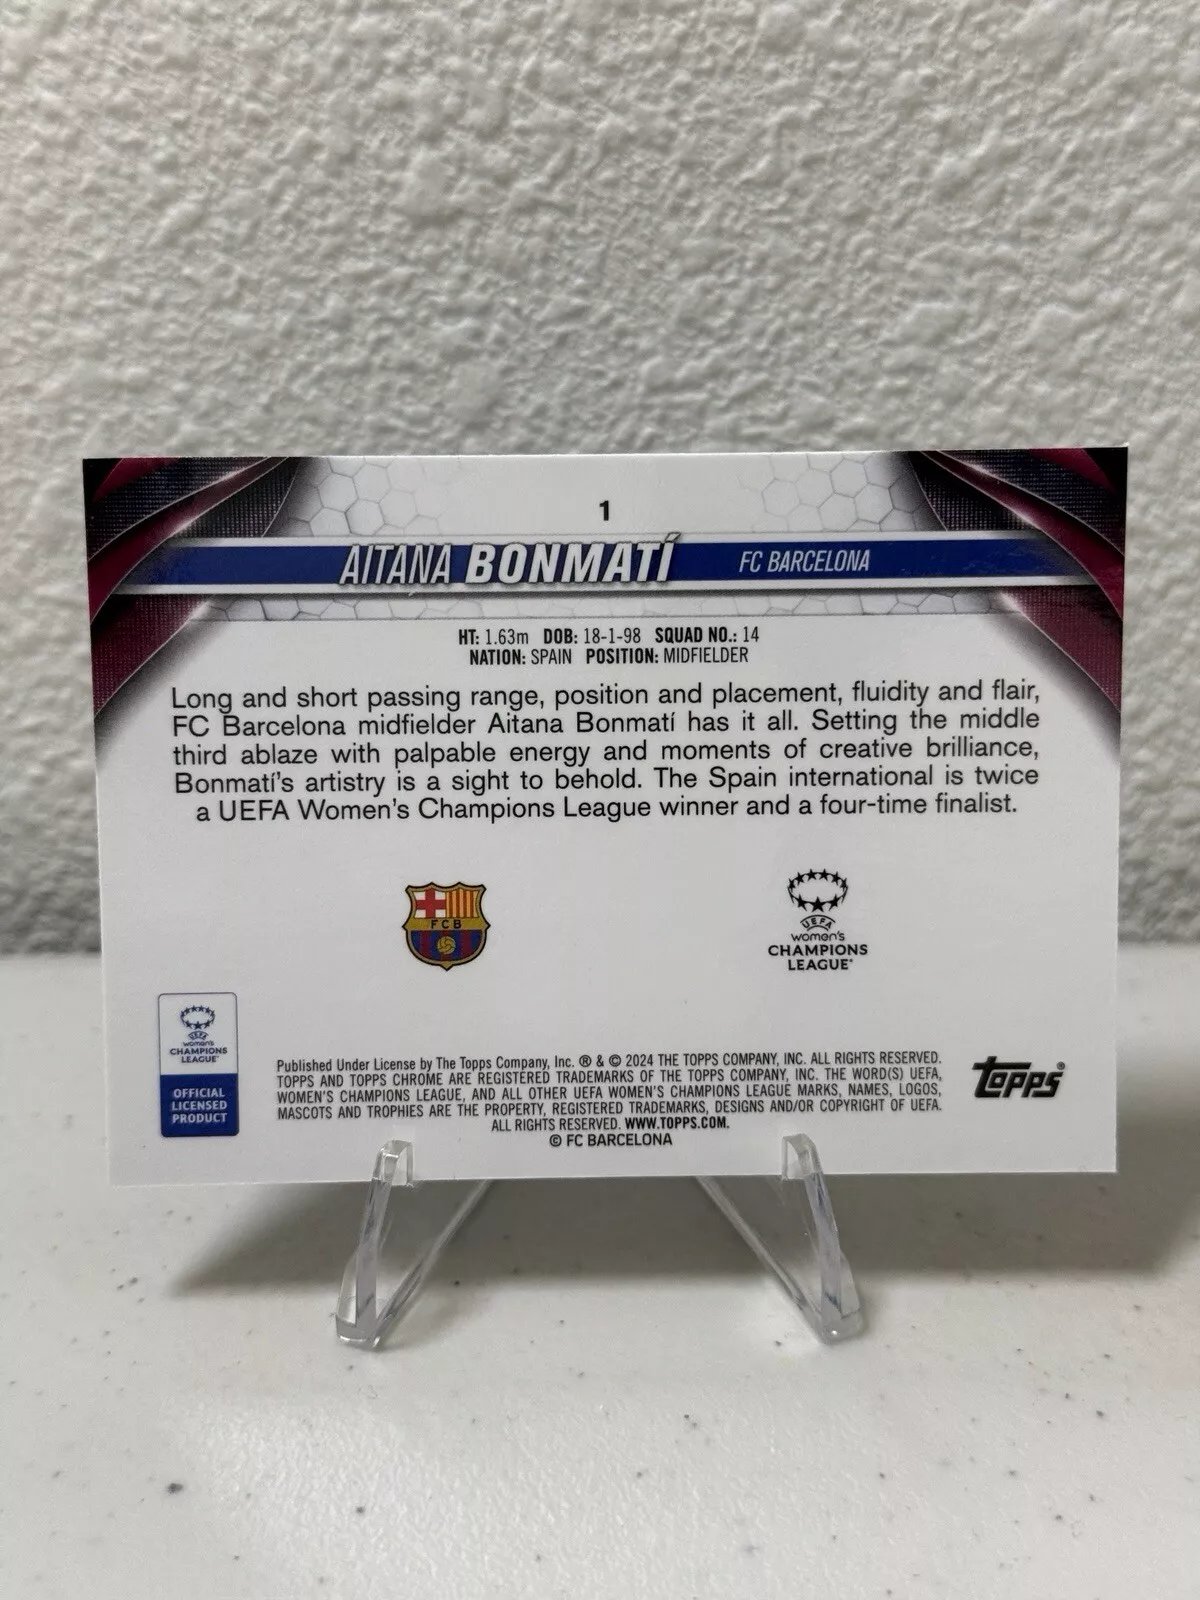 1
AITANA BONMATÍ FC BARCELONA
HT: 1.63m DOB: 18-1-98 SQUAD NO.: 14
NATION: SPAIN POSITION: MIDFIELDER
Long and short passing range, position and placement, fluidity and flair,
FC Barcelona midfielder Aitana Bonmatí has it all. Setting the middle
third ablaze with palpable energy and moments of creative brilliance,
Bonmatí's artistry is a sight to behold. The Spain international is twice
a UEFA Women's Champions League winner and a four-time finalist.
FCB
UEFA
women's
CHAMPIONS
LEAGUE®
UEFA
women's
CHAMPIONS
LEAGUE
OFFICIAL
LICENSED
PRODUCT
Published Under License by The Topps Company, Inc. ® & © 2024 THE TOPPS COMPANY, INC. ALL RIGHTS RESERVED.
TOPPS AND TOPPS CHROME ARE REGISTERED TRADEMARKS OF THE TOPPS COMPANY, INC. THE WORD(S) UEFA,
WOMEN'S CHAMPIONS LEAGUE, AND ALL OTHER UEFA WOMEN'S CHAMPIONS LEAGUE MARKS, NAMES, LOGOS,
MASCOTS AND TROPHIES ARE THE PROPERTY, REGISTERED TRADEMARKS, DESIGNS AND/OR COPYRIGHT OF UEFA.
ALL RIGHTS RESERVED. WWW.TOPPS.COM.
© FC BARCELONA
topps®